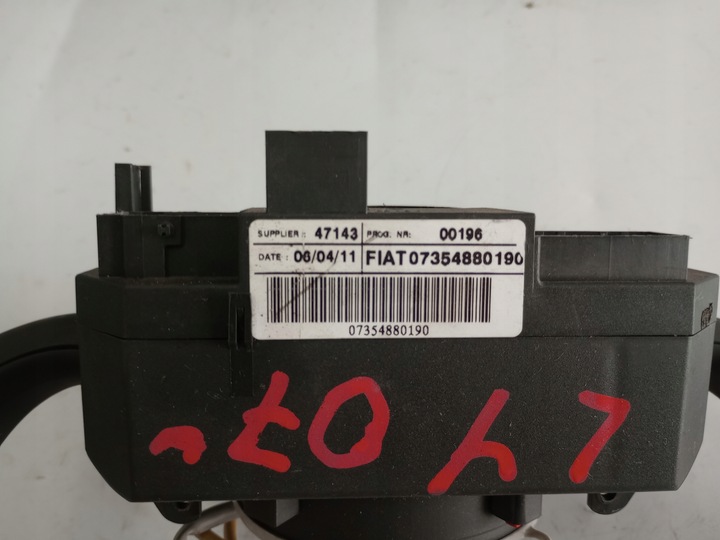 SUPPLIER: 47143 PROG. NR: 00196
DATE: 06/04/11 FIAT07354880190
07354880190